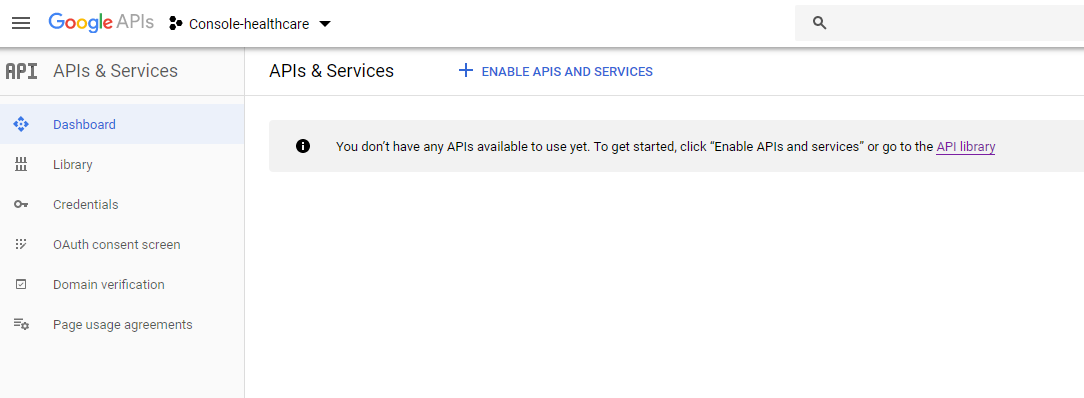 Google APIs
Console-healthcare
API APIs & Services
APIs & Services
ENABLE APIS AND SERVICES
Dashboard
Library
Credentials
OAuth consent screen
Domain verification
Page usage agreements
You don’t have any APIs available to use yet. To get started, click “Enable APIs and services” or go to the API library